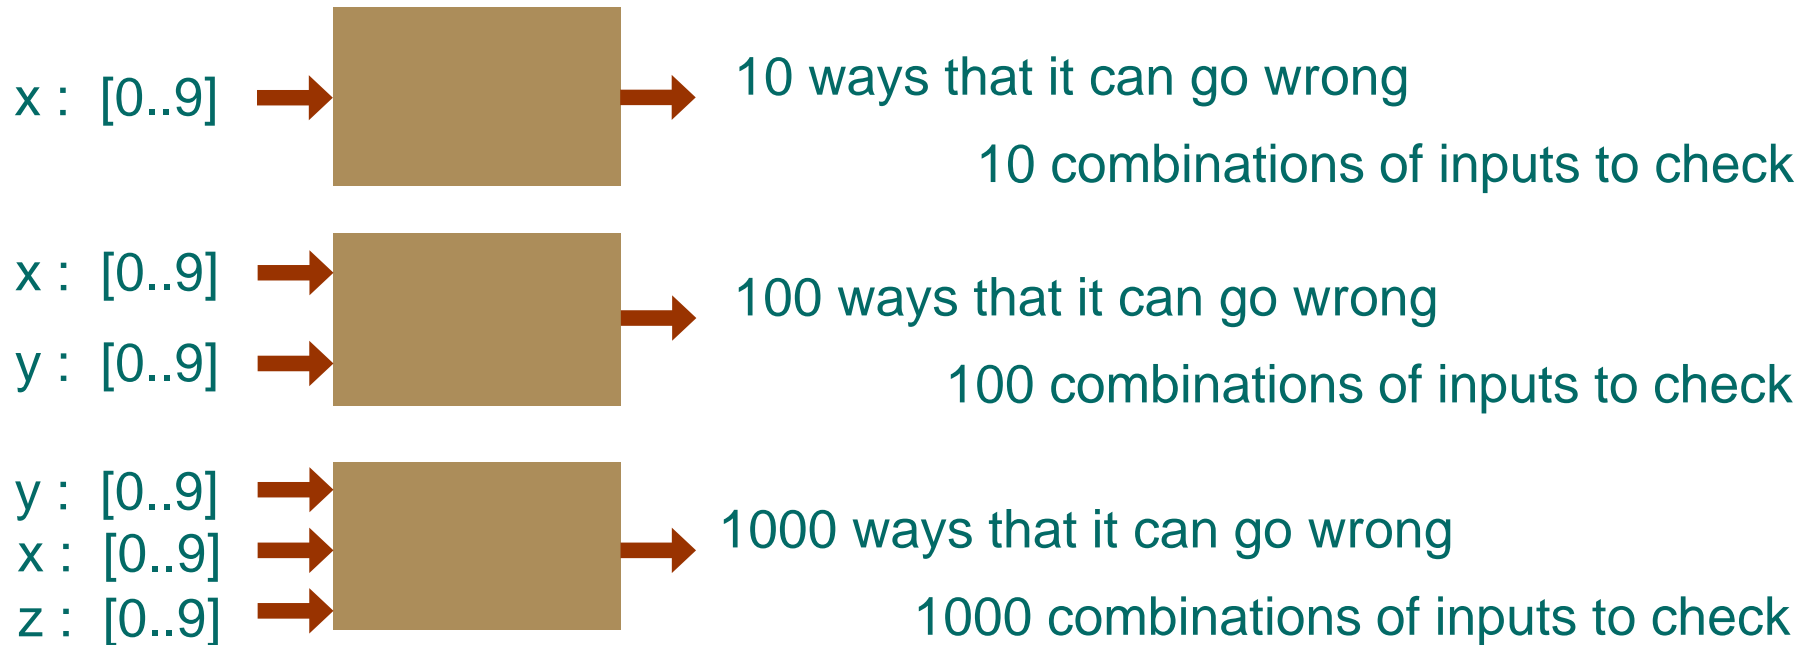 x : [0..9]
10 ways that it can go wrong
10 combinations of inputs to check
x : [0..9]
y : [0..9]
100 ways that it can go wrong
100 combinations of inputs to check
y : [0..9]
x : [0..9]
z : [0..9]
1000 ways that it can go wrong
1000 combinations of inputs to check